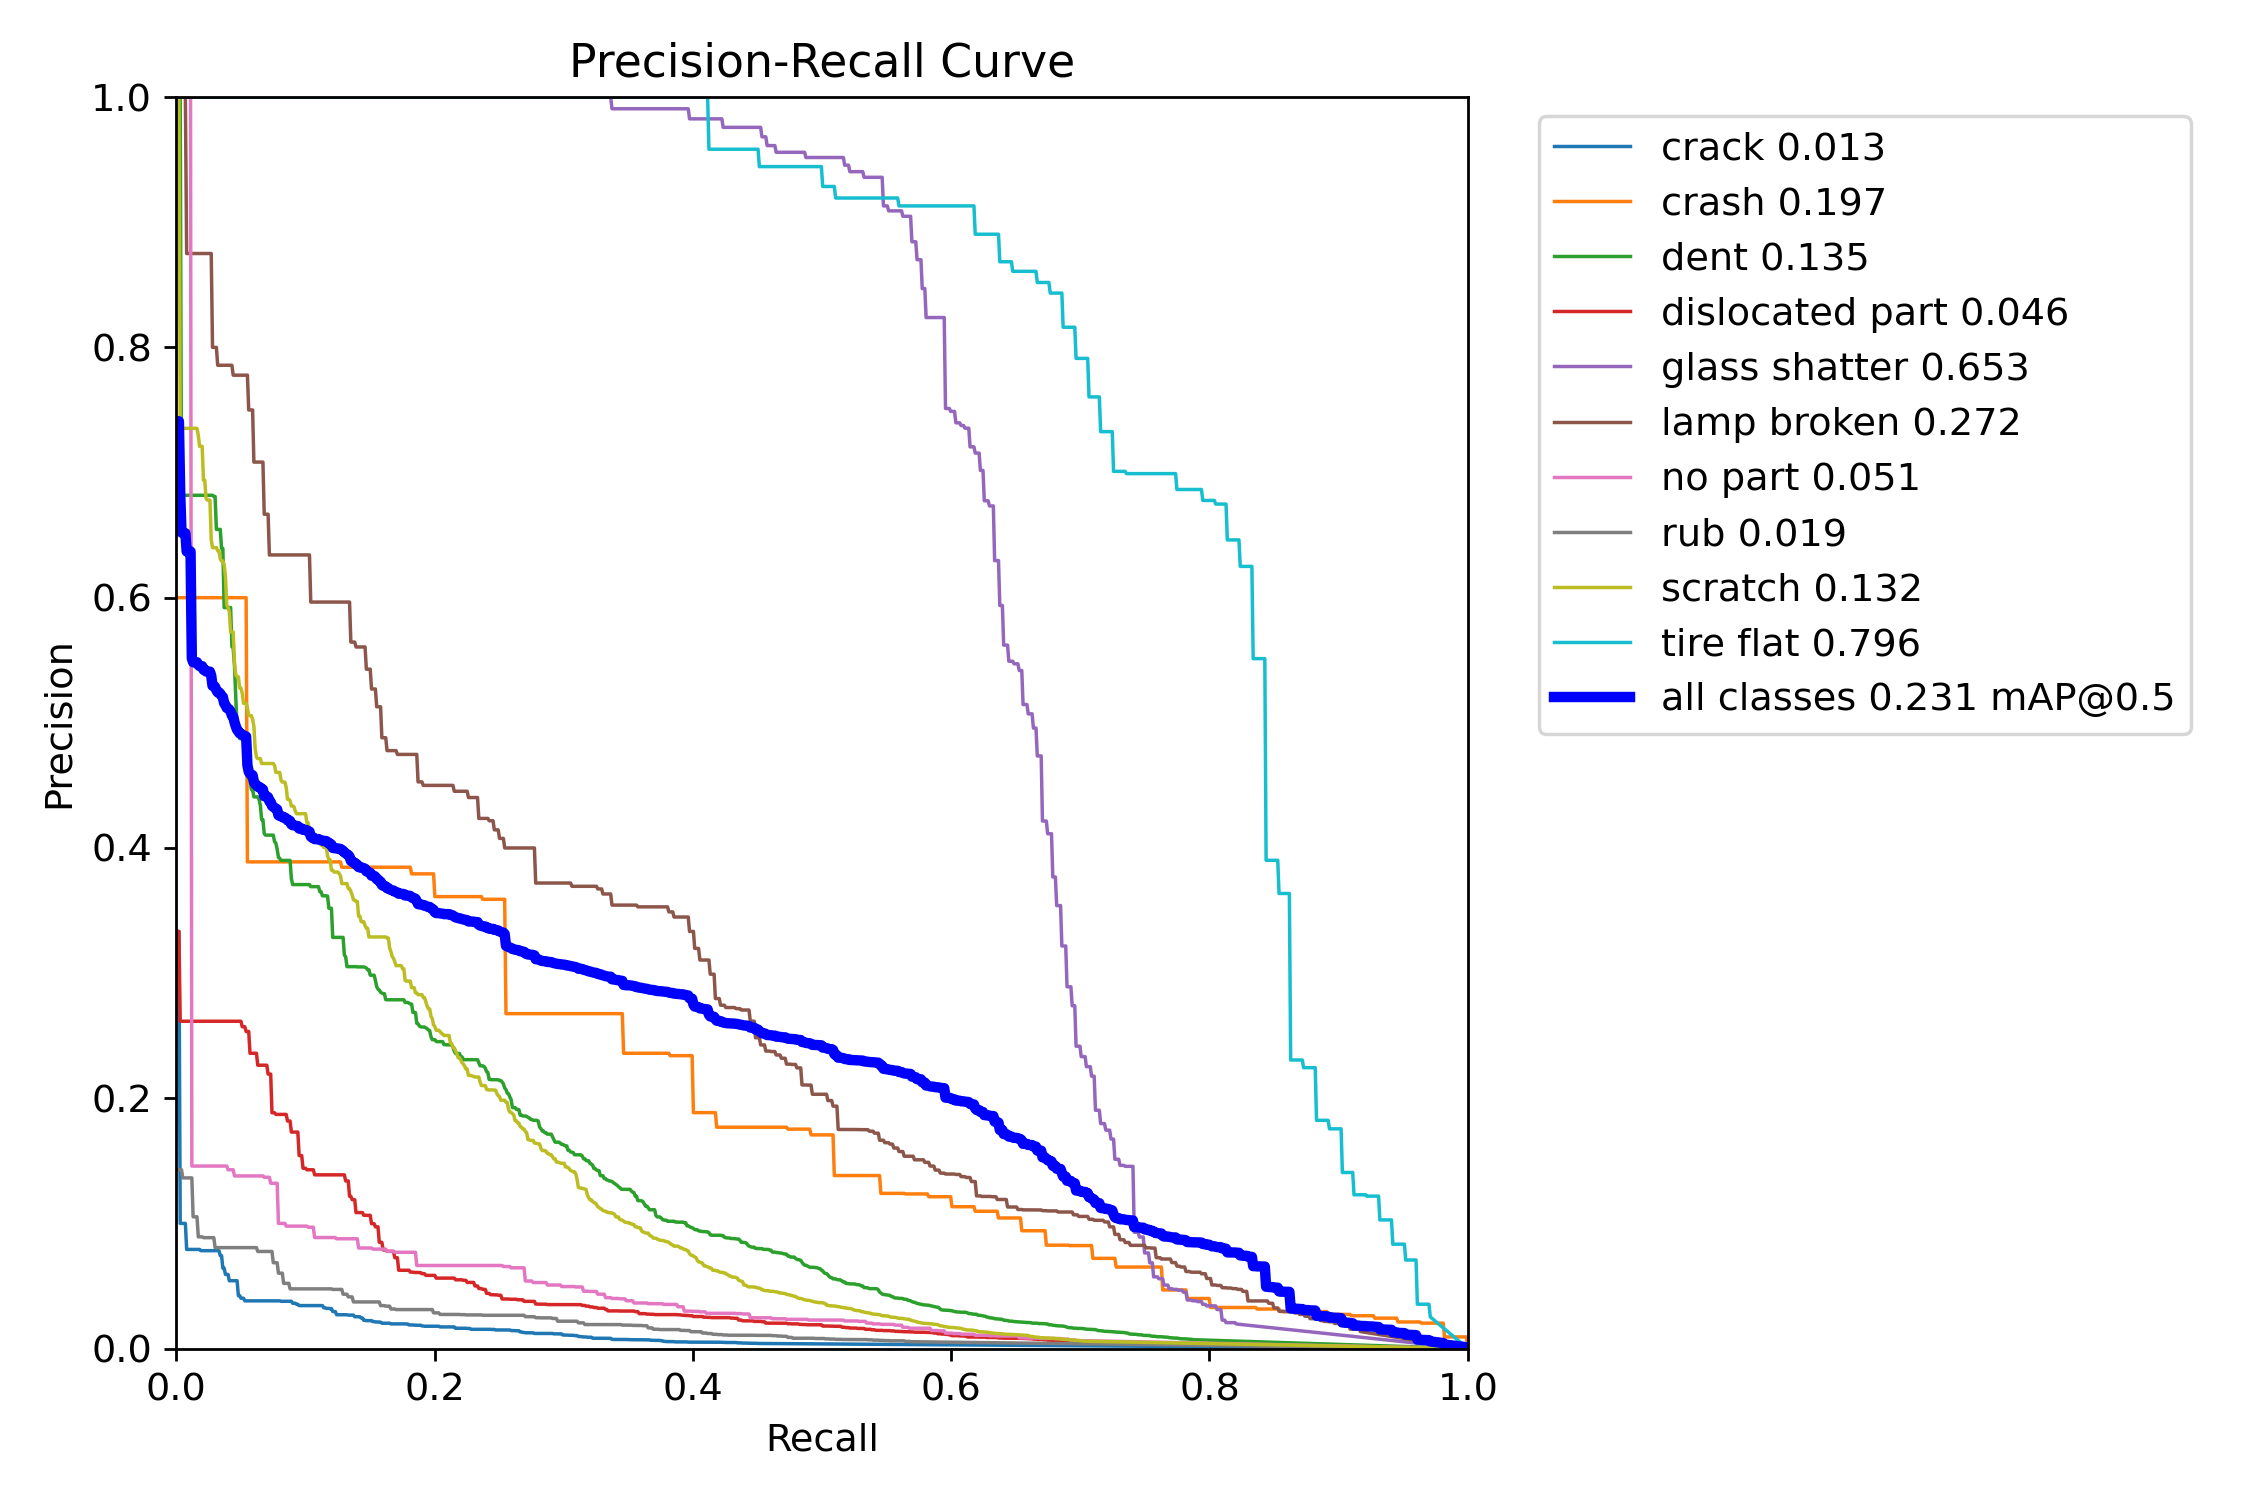 Precision-Recall Curve
1.0
0.8
0.6
0.4
0.2
0.0
Precision
0.0 0.2 0.4 0.6 0.8 1.0
Recall
crack 0.013
crash 0.197
dent 0.135
dislocated part 0.046
glass shatter 0.653
lamp broken 0.272
no part 0.051
rub 0.019
scratch 0.132
tire flat 0.796
all classes 0.231 mAP@0.5